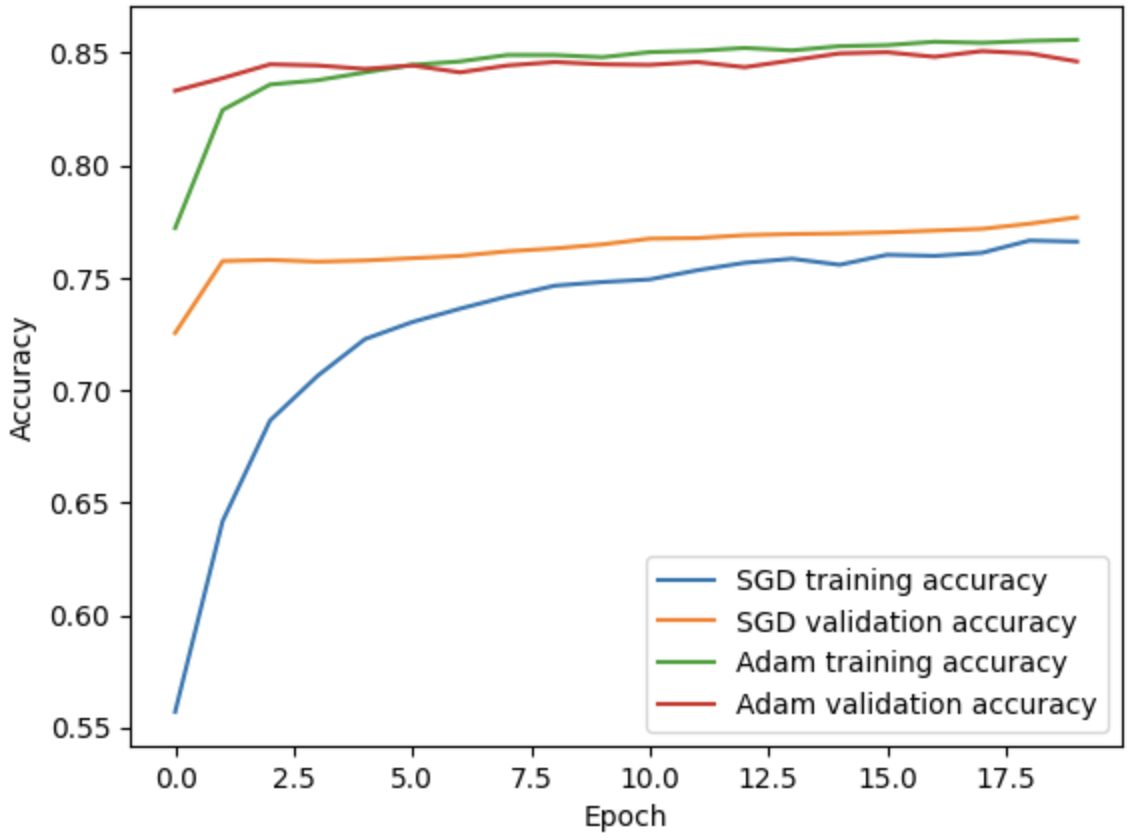 0.85
0.80
0.75
0.70
0.65
0.60
0.55
Accuracy
SGD training accuracy
SGD validation accuracy
Adam training accuracy
Adam validation accuracy
0.0 2.5 5.0 7.5 10.0 12.5 15.0 17.5
Epoch